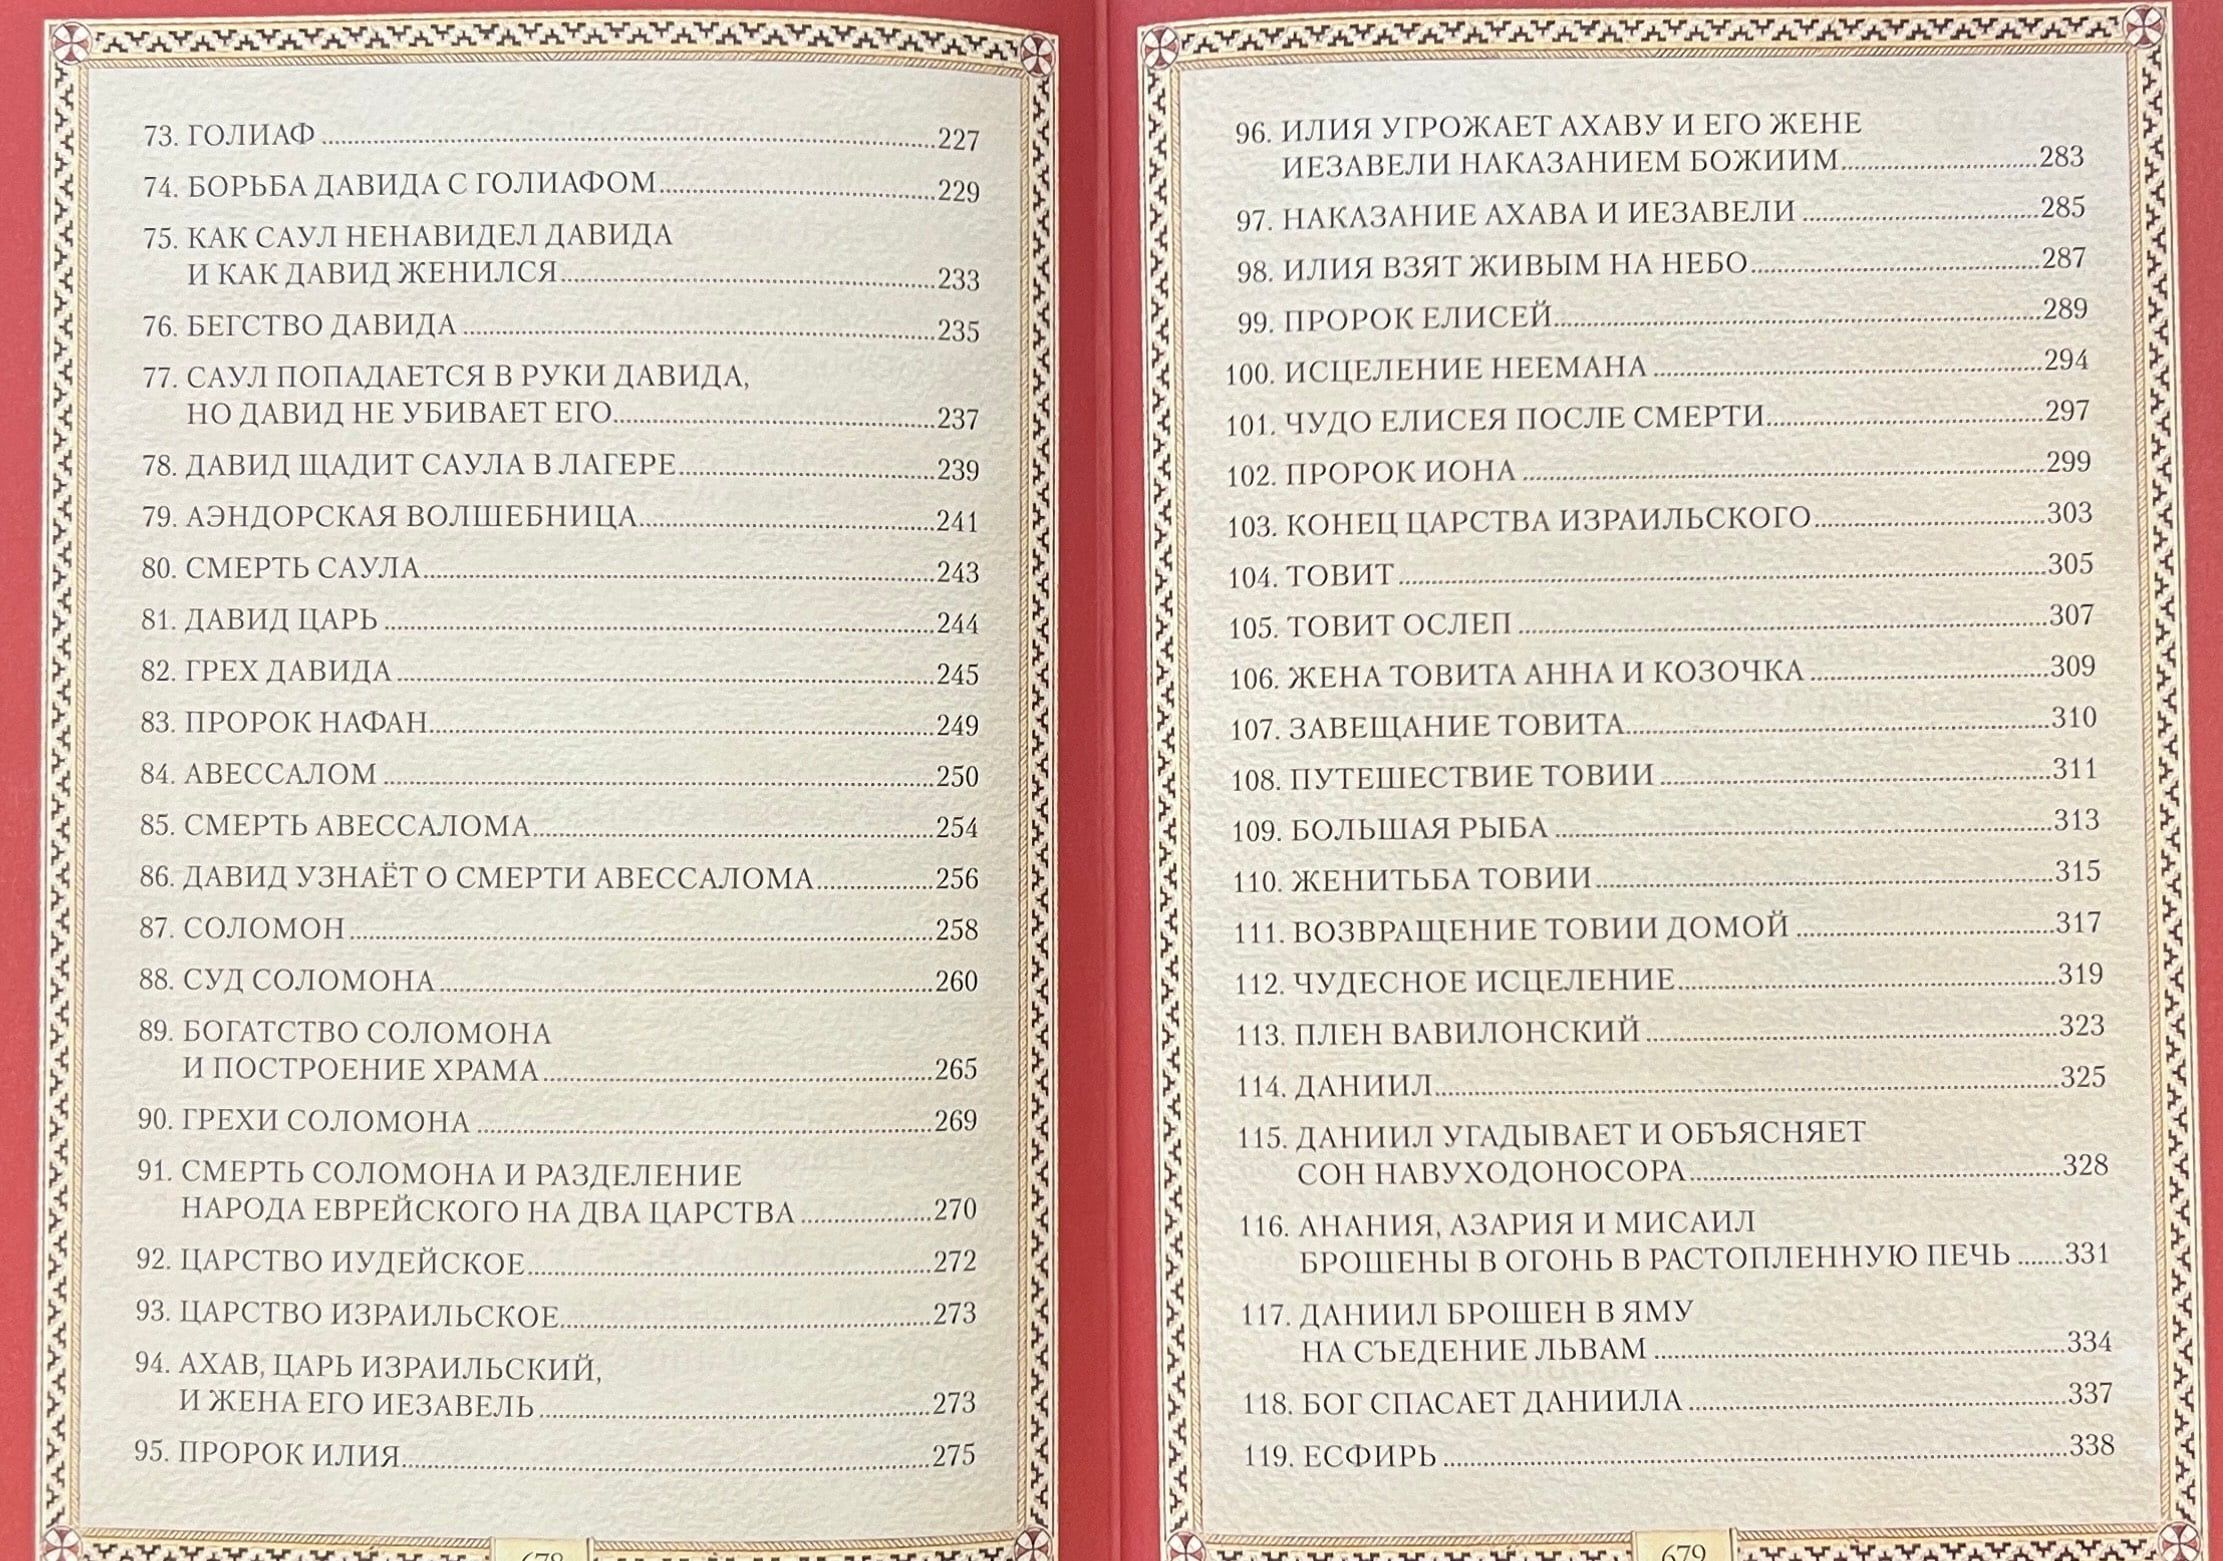 73. ГОЛИАФ ........ 227
74. БОРЬБА ДАВИДА С ГОЛИАФОМ ........ 229
75. КАК САУЛ НЕНАВИДЕЛ ДАВИДА
И КАК ДАВИД ЖЕНИЛСЯ ........ 233
76. БЕГСТВО ДАВИДА ........ 235
77. САУЛ ПОПАДАЕТСЯ В РУКИ ДАВИДА,
НО ДАВИД НЕ УБИВАЕТ ЕГО ........ 237
78. ДАВИД ЩАДИТ САУЛА В ЛАГЕРЕ ........ 239
79. АЭНДОРСКАЯ ВОЛШЕБНИЦА ........ 241
80. СМЕРТЬ САУЛА ........ 243
81. ДАВИД ЦАРЬ ........ 244
82. ГРЕХ ДАВИДА ........ 245
83. ПРОРОК НАФАН ........ 249
84. АВЕССАЛОМ ........ 250
85. СМЕРТЬ АВЕССАЛОМА ........ 254
86. ДАВИД УЗНАЁТ О СМЕРТИ АВЕССАЛОМА ........ 256
87. СОЛОМОН ........ 258
88. СУД СОЛОМОНА ........ 260
89. БОГАТСТВО СОЛОМОНА
И ПОСТРОЕНИЕ ХРАМА ........ 265
90. ГРЕХИ СОЛОМОНА ........ 269
91. СМЕРТЬ СОЛОМОНА И РАЗДЕЛЕНИЕ
НАРОДА ЕВРЕЙСКОГО НА ДВА ЦАРСТВА ........ 270
92. ЦАРСТВО ИУДЕЙСКОЕ ........ 272
93. ЦАРСТВО ИЗРАИЛЬСКОЕ ........ 273
94. АХАВ, ЦАРЬ ИЗРАИЛЬСКИЙ,
И ЖЕНА ЕГО ИЕЗАВЕЛЬ ........ 273
95. ПРОРОК ИЛИЯ ........ 275
678
96. ИЛИЯ УГРОЖАЕТ АХАВУ И ЕГО ЖЕНЕ
ИЕЗАВЕЛИ НАКАЗАНИЕМ БОЖИИМ ........ 283
97. НАКАЗАНИЕ АХАВА И ИЕЗАВЕЛИ ........ 285
98. ИЛИЯ ВЗЯТ ЖИВЫМ НА НЕБО ........ 287
99. ПРОРОК ЕЛИСЕЙ ........ 289
100. ИСЦЕЛЕНИЕ НЕЕМАНА ........ 294
101. ЧУДО ЕЛИСЕЯ ПОСЛЕ СМЕРТИ ........ 297
102. ПРОРОК ИОНА ........ 299
103. КОНЕЦ ЦАРСТВА ИЗРАИЛЬСКОГО ........ 303
104. ТОВИТ ........ 305
105. ТОВИТ ОСЛЕП ........ 307
106. ЖЕНА ТОВИТА АННА И КОЗОЧКА ........ 309
107. ЗАВЕЩАНИЕ ТОВИТА ........ 310
108. ПУТЕШЕСТВИЕ ТОВИИ ........ 311
109. БОЛЬШАЯ РЫБА ........ 313
110. ЖЕНИТЬБА ТОВИИ ........ 315
111. ВОЗВРАЩЕНИЕ ТОВИИ ДОМОЙ ........ 317
112. ЧУДЕСНОЕ ИСЦЕЛЕНИЕ ........ 319
113. ПЛЕН ВАВИЛОНСКИЙ ........ 323
114. ДАНИИЛ ........ 325
115. ДАНИИЛ УГАДЫВАЕТ И ОБЪЯСНЯЕТ
СОН НАВУХОДОНОСОРА ........ 328
116. АНАНИЯ, АЗАРИЯ И МИСАИЛ
БРОШЕНЫ В ОГОНЬ В РАСТОПЛЕННУЮ ПЕЧЬ ........ 331
117. ДАНИИЛ БРОШЕН В ЯМУ
НА СЪЕДЕНИЕ ЛЬВАМ ........ 334
118. БОГ СПАСАЕТ ДАНИИЛА ........ 337
119. ЕСФИРЬ ........ 338
679